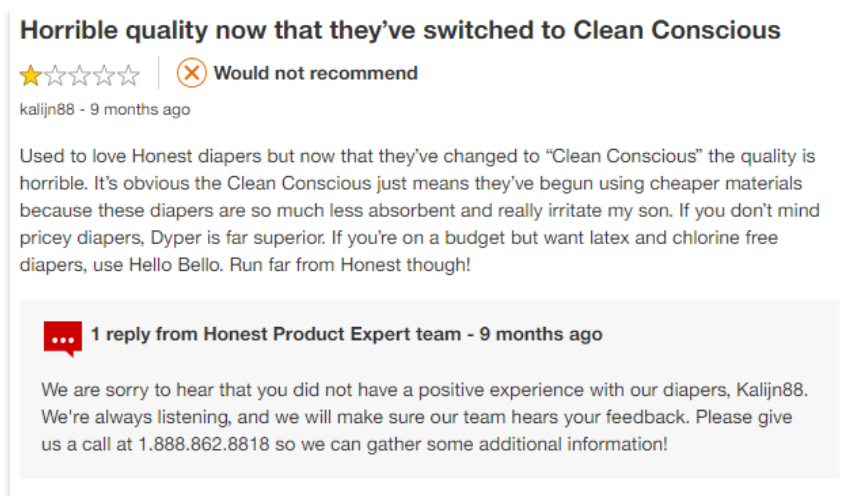 Horrible quality now that they've switched to Clean Conscious
Would not recommend
kalijn88 - 9 months ago
Used to love Honest diapers but now that they've changed to “Clean Conscious” the quality is
horrible. It's obvious the Clean Conscious just means they've begun using cheaper materials
because these diapers are so much less absorbent and really irritate my son. If you don't mind
pricey diapers, Dyper is far superior. If you're on a budget but want latex and chlorine free
diapers, use Hello Bello. Run far from Honest though!
1 reply from Honest Product Expert team - 9 months ago
We are sorry to hear that you did not have a positive experience with our diapers, Kalijn88.
We're always listening, and we will make sure our team hears your feedback. Please give
us a call at 1.888.862.8818 so we can gather some additional information!